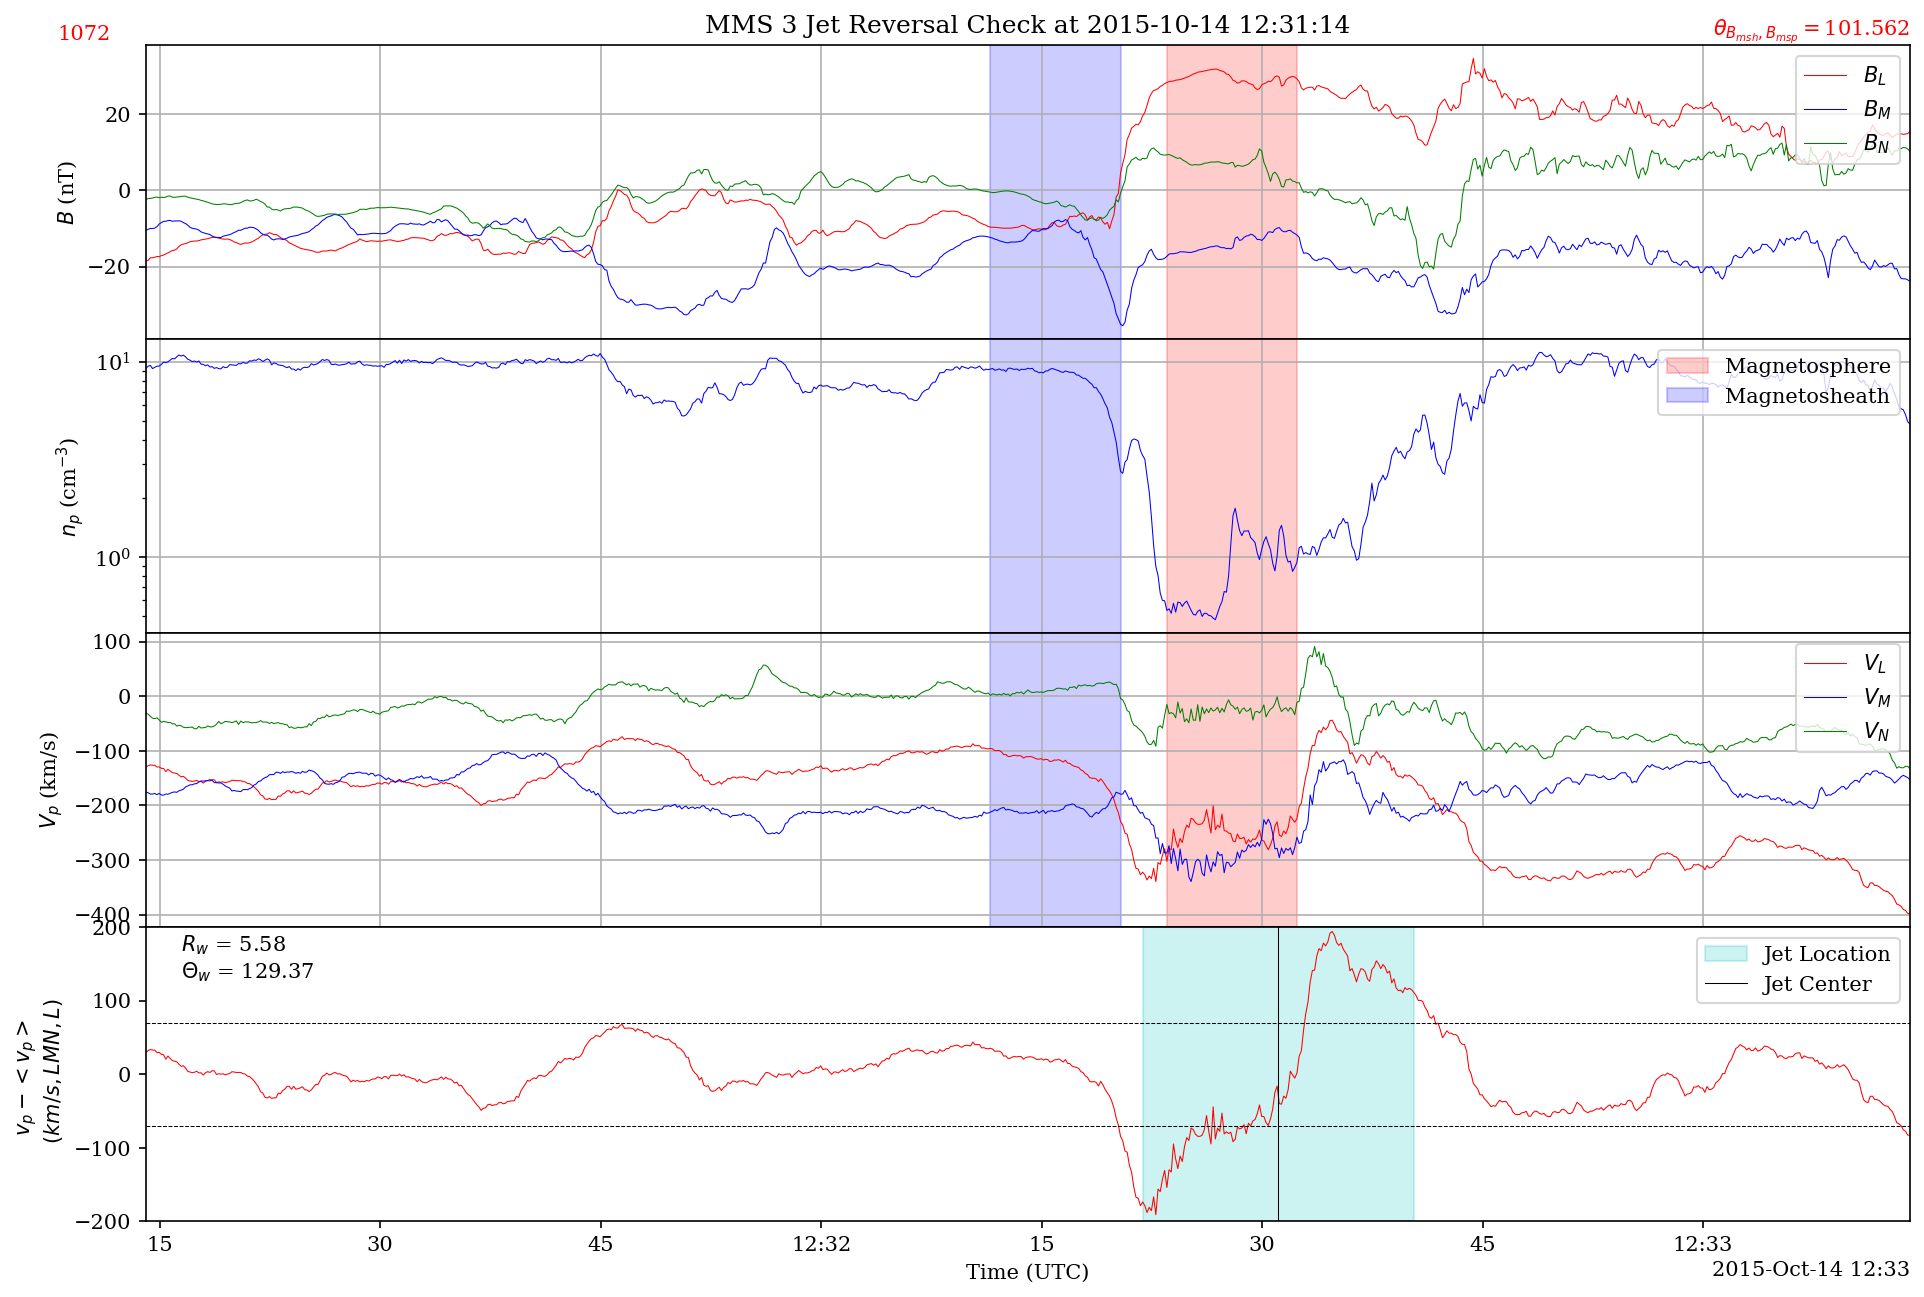 MMS 3 Jet Reversal Check at 2015-10-14 12:31:14
1072
θ_{B_{msh}, B_{msp}} = 101.562
B (nT)
20
0
−20
B_L
B_M
B_N
n_p (cm^{−3})
10^1
10^0
Magnetosphere
Magnetosheath
V_p (km/s)
100
0
−100
−200
−300
−400
V_L
V_M
V_N
v_p − <v_p>
(km/s, LMN, L)
200
100
0
−100
−200
R_w = 5.58
Θ_w = 129.37
Jet Location
Jet Center
15 30 45 12:32 15 30 45 12:33
Time (UTC)
2015-Oct-14 12:33